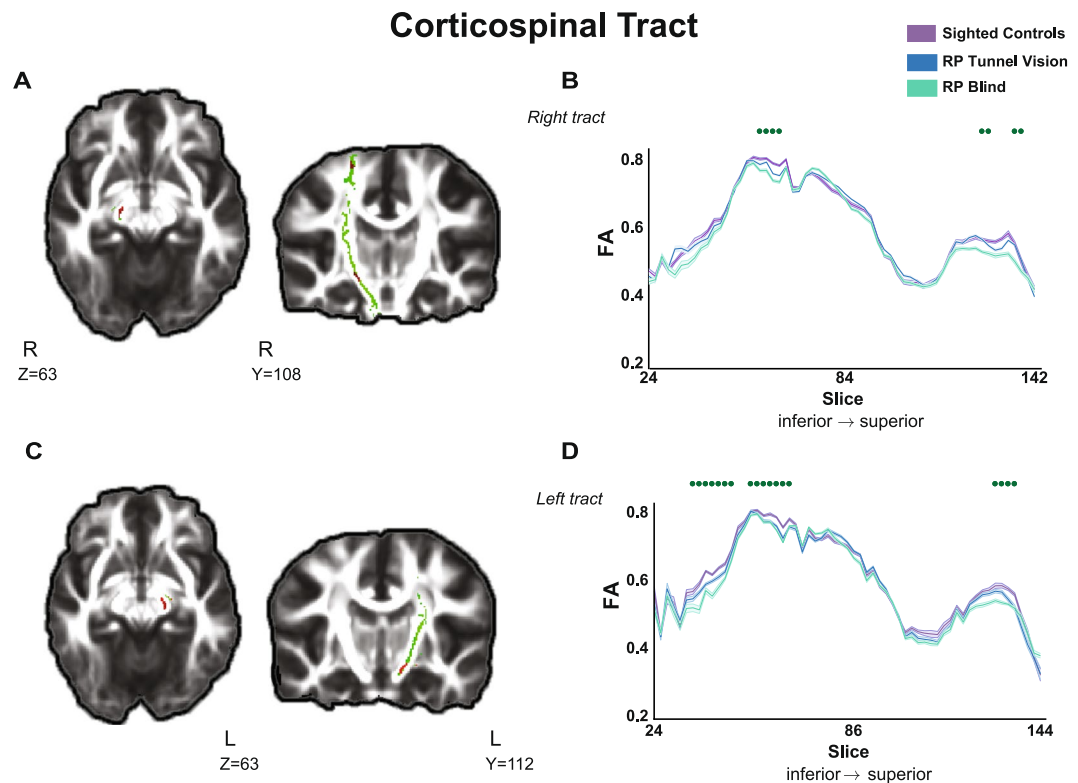 Corticospinal Tract
Sighted Controls
RP Tunnel Vision
RP Blind
A
R
Z=63
R
Y=108
B
Right tract
FA
0.8
0.6
0.4
0.2
24
84
142
Slice
inferior → superior
C
L
Z=63
L
Y=112
D
Left tract
FA
0.8
0.6
0.4
0.2
24
86
144
Slice
inferior → superior